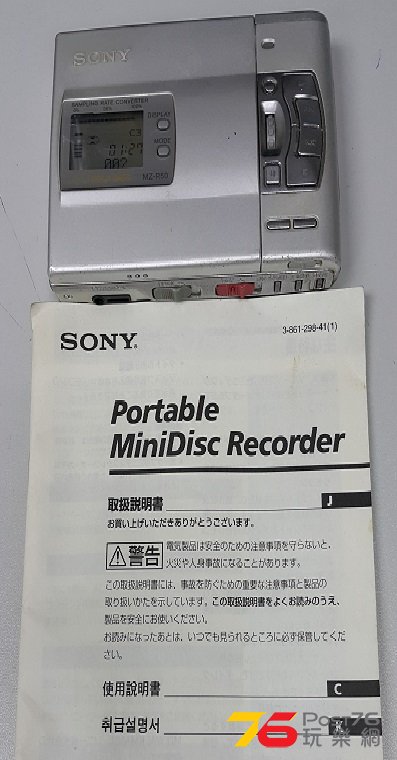 SONY
SAMPLING RATE CONVERTER
DISPLAY
C3
MODE
01:27
002
MZ-R50
SONY
3-861-298-41(1)
Portable
MiniDisc Recorder
取扱説明書
J
お買い上げいただきありがとうございます。
警告
電気製品は安全のための注意事項を守らないと、
火災や人身事故になることがあります。
この取扱説明書には、事故を防ぐための重要な注意事項と製品の
取り扱いかたを示しています。この取扱説明書をよくお読みのうえ、
製品を安全にお使いください。
お読みになったあとは、いつでも見られるところに必ず保管してくだ
さい。
使用說明書
C
취급설명서
K
76 Post76
玩樂網